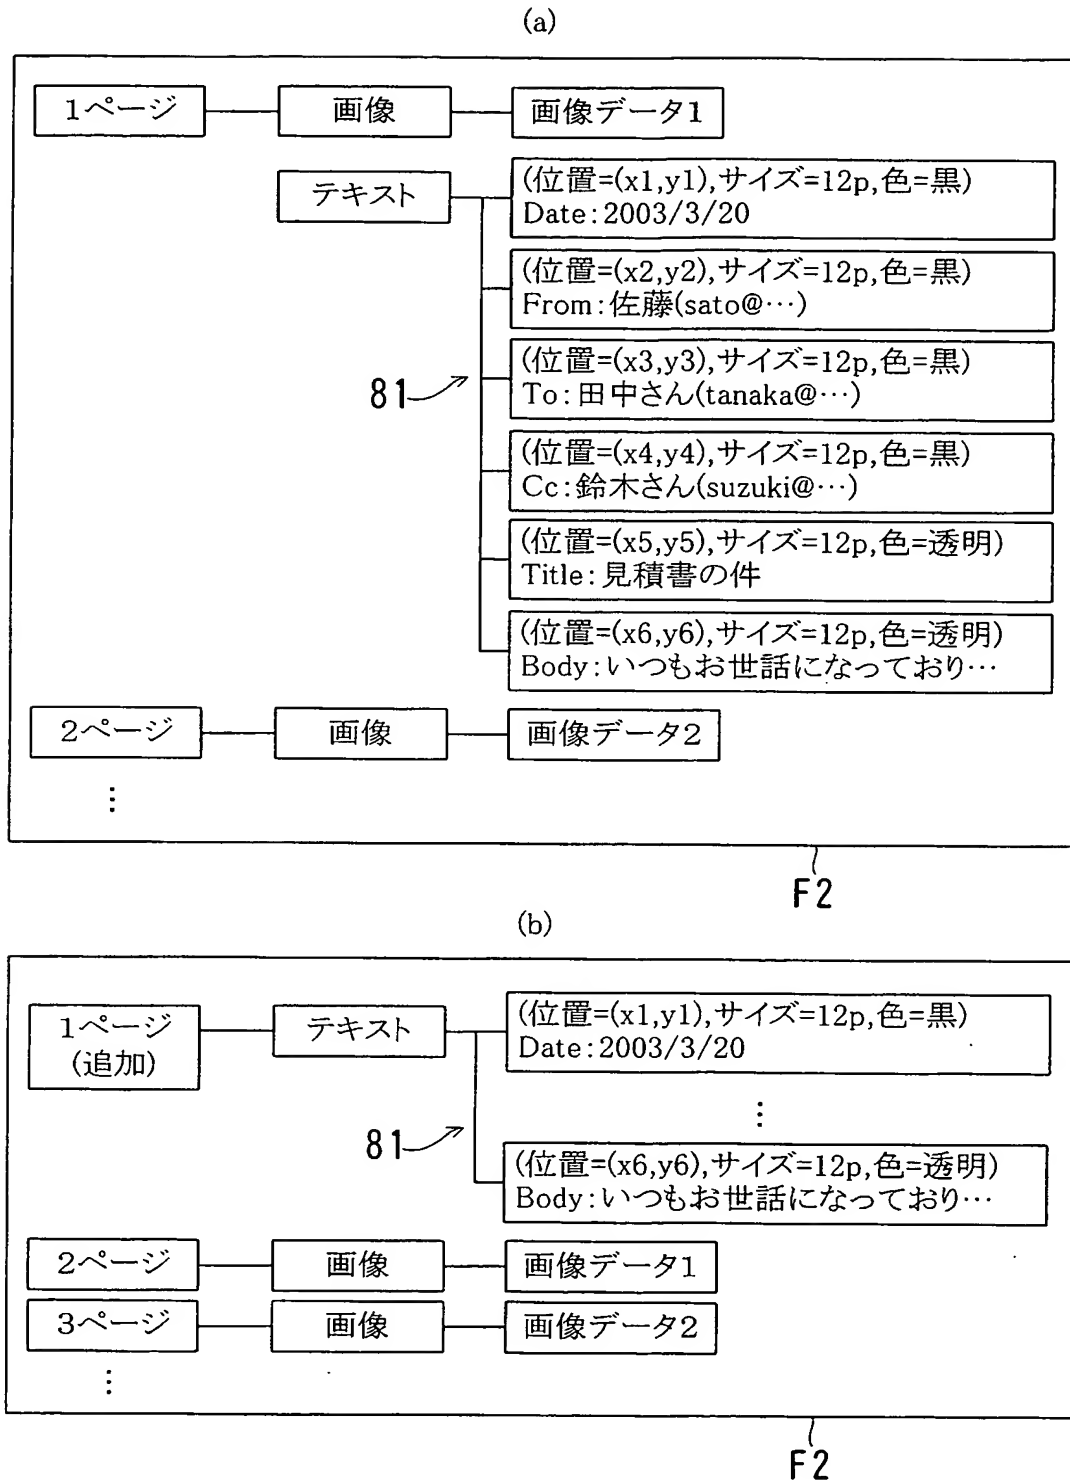 (a)
1ページ 画像 画像データ1
テキスト
(位置=(x1,y1),サイズ=12p,色=黒)
Date:2003/3/20
(位置=(x2,y2),サイズ=12p,色=黒)
From:佐藤(sato@…)
(位置=(x3,y3),サイズ=12p,色=黒)
To:田中さん(tanaka@…)
81
(位置=(x4,y4),サイズ=12p,色=黒)
Cc:鈴木さん(suzuki@…)
(位置=(x5,y5),サイズ=12p,色=透明)
Title:見積書の件
(位置=(x6,y6),サイズ=12p,色=透明)
Body:いつもお世話になっており…
2ページ 画像 画像データ2
⋮
F2
(b)
1ページ
(追加)
テキスト
(位置=(x1,y1),サイズ=12p,色=黒)
Date:2003/3/20
⋮
81
(位置=(x6,y6),サイズ=12p,色=透明)
Body:いつもお世話になっており…
2ページ 画像 画像データ1
3ページ 画像 画像データ2
⋮
F2